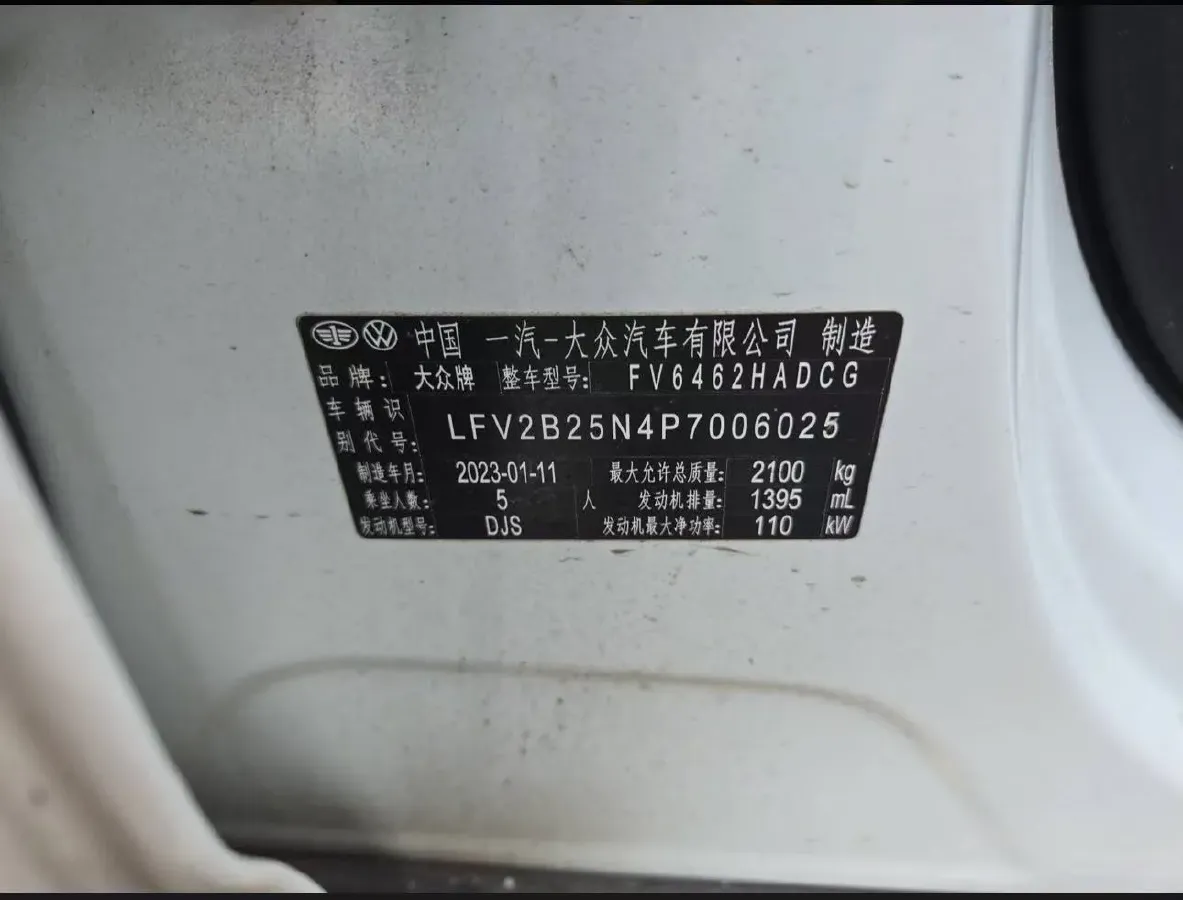 中国 一汽-大众汽车有限公司 制造
品牌: 大众牌 整车型号: FV6462HADCG
车辆识别代号: LFV2B25N4P7006025
制造年月: 2023-01-11 最大允许总质量: 2100 kg
乘坐人数: 5 人 发动机排量: 1395 mL
发动机型号: DJS 发动机最大净功率: 110 kW